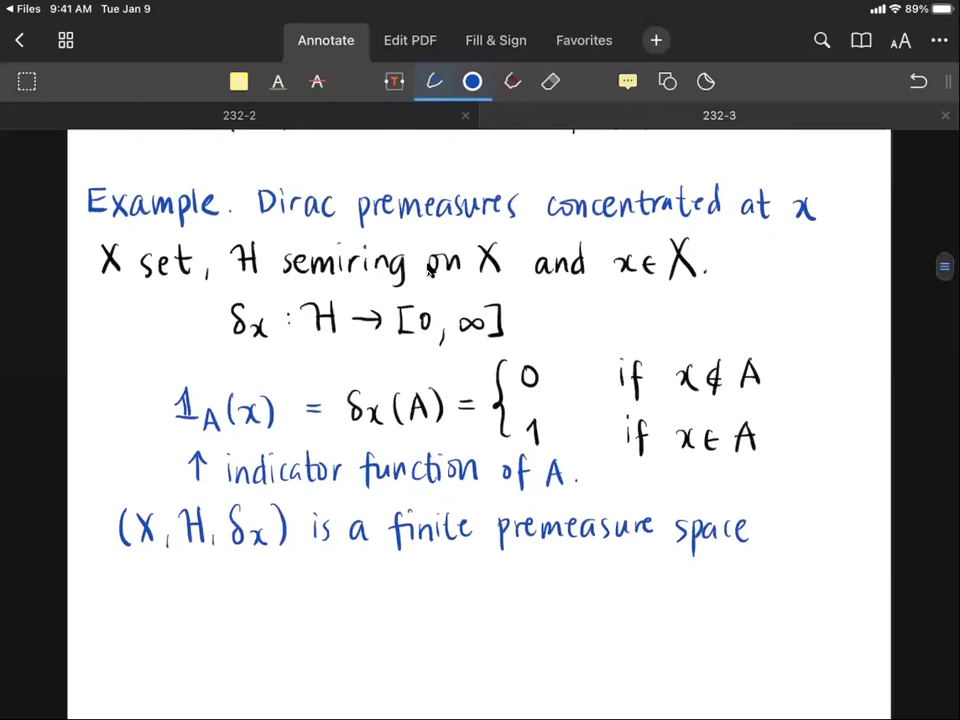 Files 9:41 AM Tue Jan 9 89%
Annotate Edit PDF Fill & Sign Favorites
232-2 232-3
Example. Dirac premeasures concentrated at x
X set, H semiring on X and x∈X.
δx : H → [0, ∞]
𝟙A(x) = δx(A) = { 0 if x∉A
1 if x∈A
↑ indicator function of A.
(X, H, δx) is a finite premeasure space